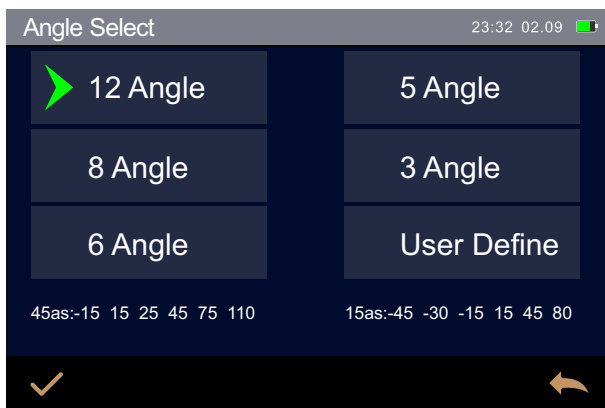 Angle Select
23:32 02.09
12 Angle
5 Angle
8 Angle
3 Angle
6 Angle
User Define
45as:-15 15 25 45 75 110
15as:-45 -30 -15 15 45 80